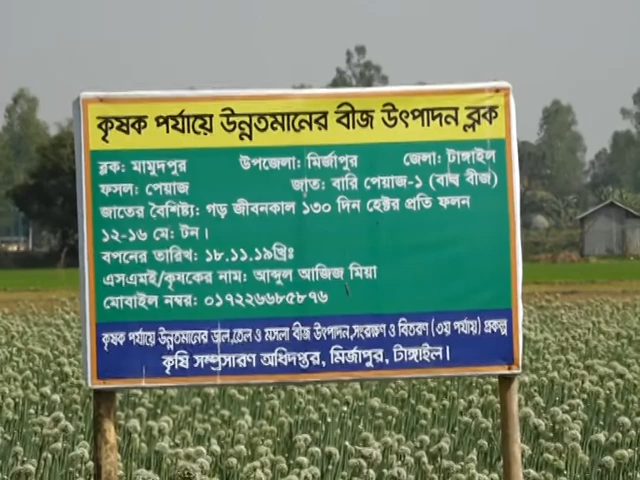 কৃষক পর্যায়ে উন্নতমানের বীজ উৎপাদন ব্লক
ব্লক: মামুদপুর উপজেলা: মির্জাপুর জেলা: টাঙ্গাইল
ফসল: পেয়াজ জাত: বারি পেয়াজ-১ (বাল্ব বীজ)
জাতের বৈশিষ্ট্য: গড় জীবনকাল ১৩০ দিন হেক্টর প্রতি ফলন
১২-১৬ মে: টন।
বপনের তারিখ: ১৮.১১.১৯খ্রিঃ
এসএমই/কৃষকের নাম: আব্দুল আজিজ মিয়া
মোবাইল নম্বর: ০১৭২২৬৬৮৫৮৭৬
কৃষক পর্যায়ে উন্নতমানের ডাল,তেল ও মসলা বীজ উৎপাদন,সংরক্ষণ ও বিতরণ (৩য় পর্যায়) প্রকল্প
কৃষি সম্প্রসারণ অধিদপ্তর, মির্জাপুর, টাঙ্গাইল।